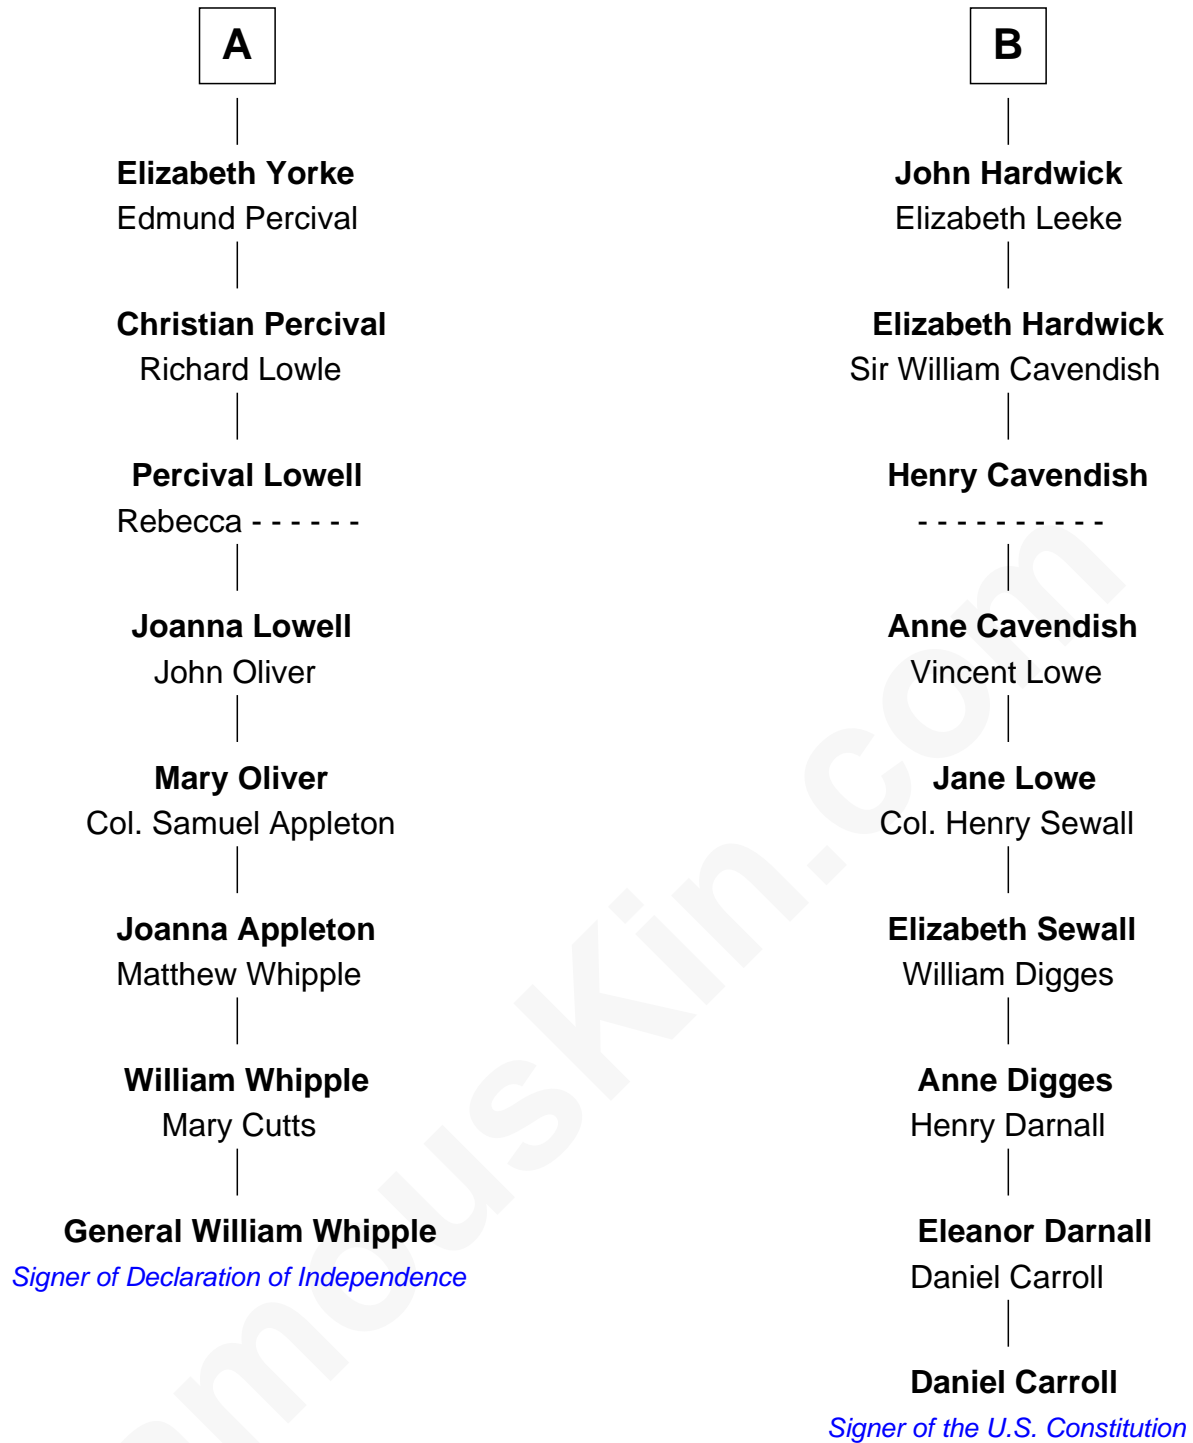 A
Elizabeth Yorke
Edmund Percival
Christian Percival
Richard Lowle
Percival Lowell
Rebecca - - - - - -
Joanna Lowell
John Oliver
Mary Oliver
Col. Samuel Appleton
Joanna Appleton
Matthew Whipple
William Whipple
Mary Cutts
General William Whipple
Signer of Declaration of Independence
B
John Hardwick
Elizabeth Leeke
Elizabeth Hardwick
Sir William Cavendish
Henry Cavendish
- - - - - - - - - -
Anne Cavendish
Vincent Lowe
Jane Lowe
Col. Henry Sewall
Elizabeth Sewall
William Digges
Anne Digges
Henry Darnall
Eleanor Darnall
Daniel Carroll
Daniel Carroll
Signer of the U.S. Constitution
amouskin.com